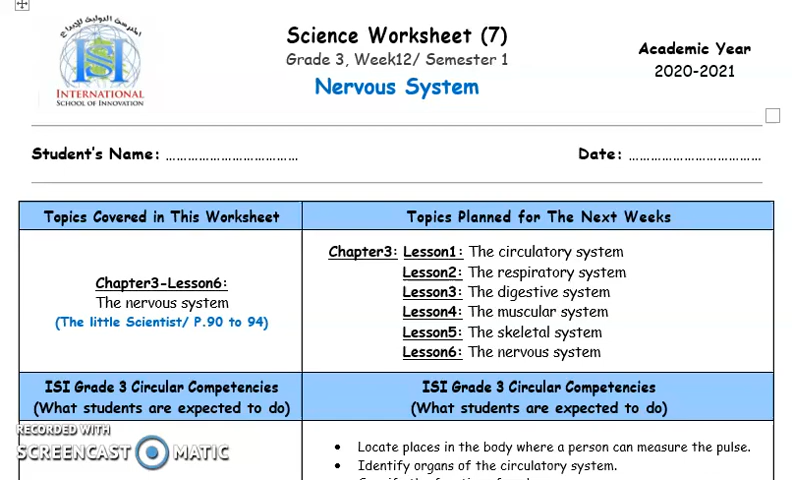 المدرسة الدولية للإبداع
ISI
INTERNATIONAL
SCHOOL OF INNOVATION
Science Worksheet (7)
Grade 3, Week12/ Semester 1
Nervous System
Academic Year
2020-2021
Student's Name: ……………………………… Date: ………………………………
Topics Covered in This Worksheet
Chapter3-Lesson6:
The nervous system
(The little Scientist/ P.90 to 94)
Topics Planned for The Next Weeks
Chapter3: Lesson1: The circulatory system
Lesson2: The respiratory system
Lesson3: The digestive system
Lesson4: The muscular system
Lesson5: The skeletal system
Lesson6: The nervous system
ISI Grade 3 Circular Competencies
(What students are expected to do)
ISI Grade 3 Circular Competencies
(What students are expected to do)
• Locate places in the body where a person can measure the pulse.
• Identify organs of the circulatory system.
RECORDED WITH
SCREENCAST MATIC